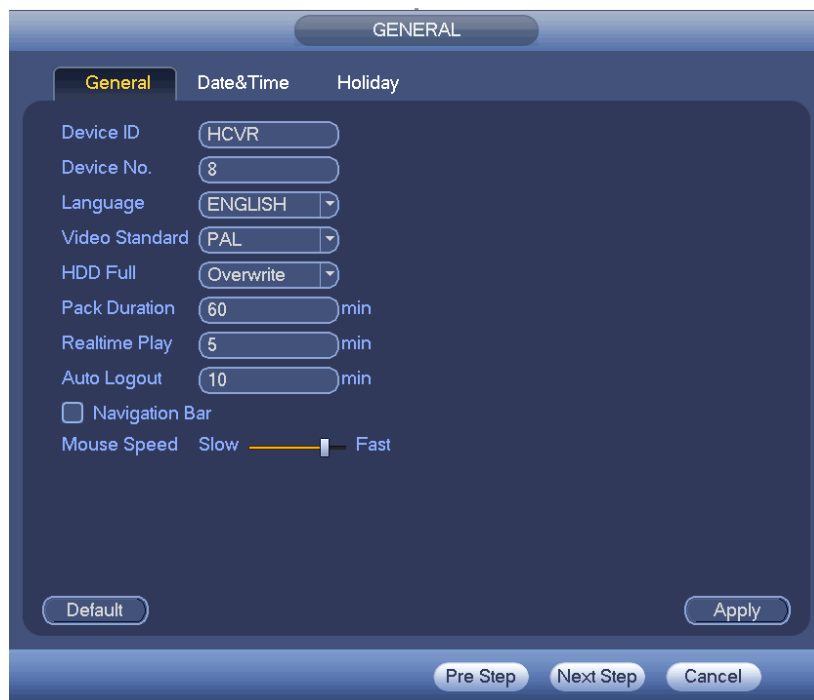 GENERAL
General Date&Time Holiday
Device ID HCVR
Device No. 8
Language ENGLISH
Video Standard PAL
HDD Full Overwrite
Pack Duration 60 min
Realtime Play 5 min
Auto Logout 10 min
Navigation Bar
Mouse Speed Slow Fast
Default Apply
Pre Step Next Step Cancel